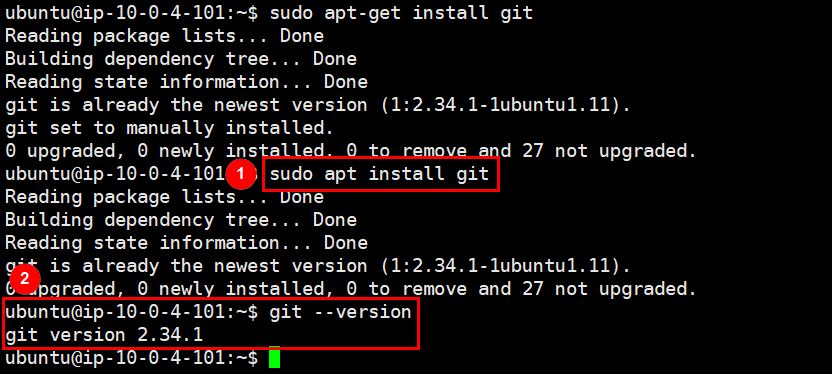 ubuntu@ip-10-0-4-101:~$ sudo apt-get install git
Reading package lists... Done
Building dependency tree... Done
Reading state information... Done
git is already the newest version (1:2.34.1-1ubuntu1.11).
git set to manually installed.
0 upgraded, 0 newly installed, 0 to remove and 27 not upgraded.
ubuntu@ip-10-0-4-101 1 sudo apt install git
Reading package lists... Done
Building dependency tree... Done
Reading state information... Done
git is already the newest version (1:2.34.1-1ubuntu1.11).
2
0 upgraded, 0 newly installed, 0 to remove and 27 not upgraded.
ubuntu@ip-10-0-4-101:~$ git --version
git version 2.34.1
ubuntu@ip-10-0-4-101:~$